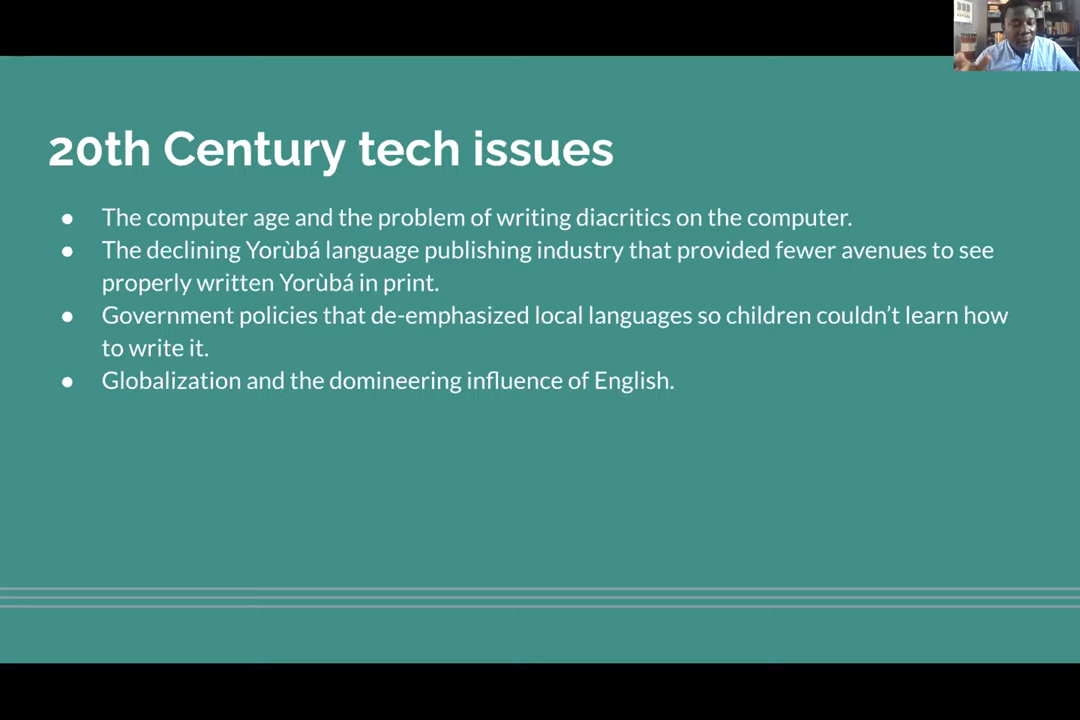 20th Century tech issues
● The computer age and the problem of writing diacritics on the computer.
● The declining Yorùbá language publishing industry that provided fewer avenues to see
properly written Yorùbá in print.
● Government policies that de-emphasized local languages so children couldn't learn how
to write it.
● Globalization and the domineering influence of English.